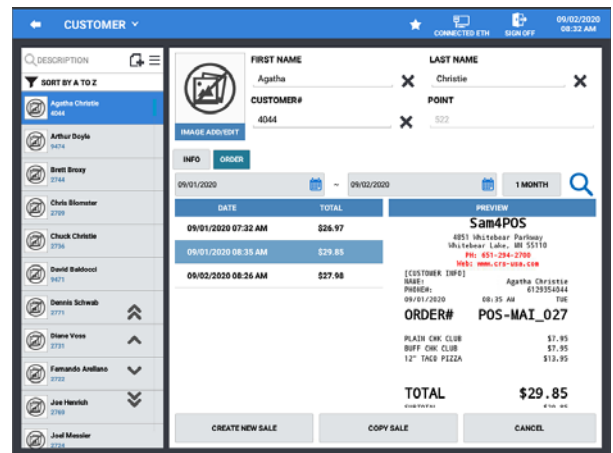 CUSTOMER
CONNECTED ETH
SIGN OFF
09/02/2020
08:32 AM
DESCRIPTION
SORT BY A TO Z
Agatha Christie
4044
Arthur Doyle
9474
Brett Broxy
2744
Chris Blomster
2789
Chuck Christie
2736
David Baldocci
9471
Dennis Schwab
2771
Diane Voss
2731
Fernando Arellano
2722
Joe Henrich
2769
Joel Messier
2724
FIRST NAME
Agatha
LAST NAME
Christie
CUSTOMER#
4044
POINT
522
IMAGE ADD/EDIT
INFO
ORDER
09/01/2020
~
09/02/2020
1 MONTH
DATE
TOTAL
09/01/2020 07:32 AM
$26.97
09/01/2020 08:35 AM
$29.85
09/02/2020 08:26 AM
$27.98
PREVIEW
Sam4POS
4051 Whitebear Parkway
Whitebear Lake, MN 55110
PH: 651-294-2700
Web: www.crs-usa.com
[CUSTOMER INFO]
NAME: Agatha Christie
PHONE#: 6129354044
09/01/2020 08:35 AM TUE
ORDER# POS-MAI_027
PLAIN CHK CLUB $7.95
BUFF CHK CLUB $7.95
12" TACO PIZZA $13.95
TOTAL $29.85
CREATE NEW SALE
COPY SALE
CANCEL